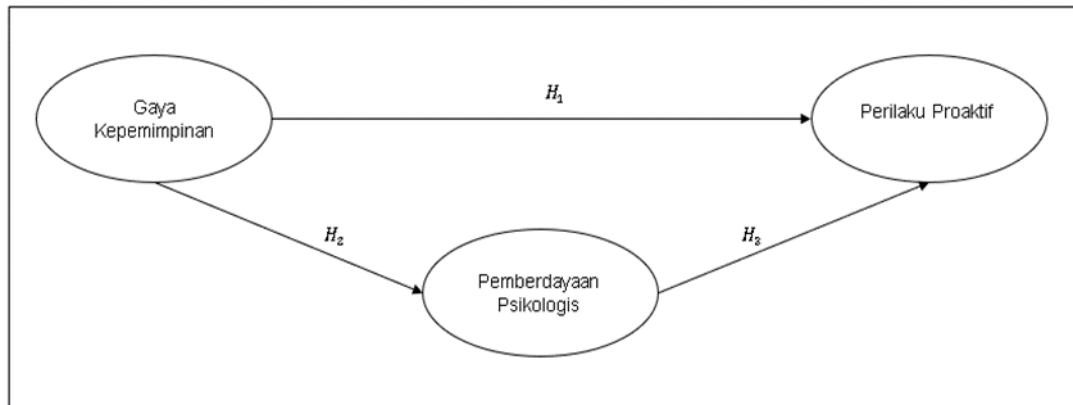 Gaya
Kepemimpinan
H₁
Perilaku Proaktif
H₂
H₃
Pemberdayaan
Psikologis